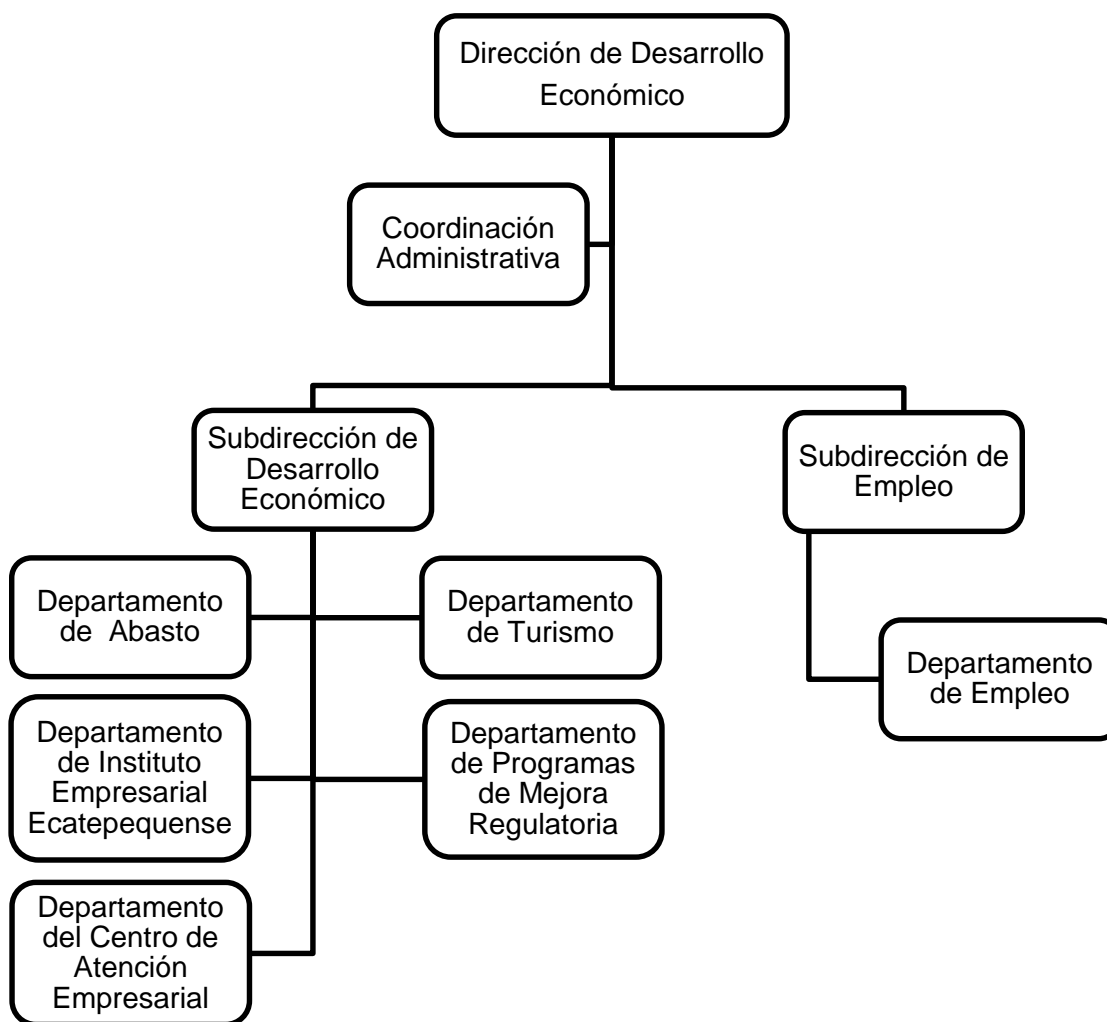 Dirección de Desarrollo
Económico
Coordinación
Administrativa
Subdirección de
Desarrollo
Económico
Subdirección de
Empleo
Departamento
de  Abasto
Departamento
de Turismo
Departamento
de Empleo
Departamento
de Instituto
Empresarial
Ecatepequense
Departamento
de Programas
de Mejora
Regulatoria
Departamento
del Centro de
Atención
Empresarial